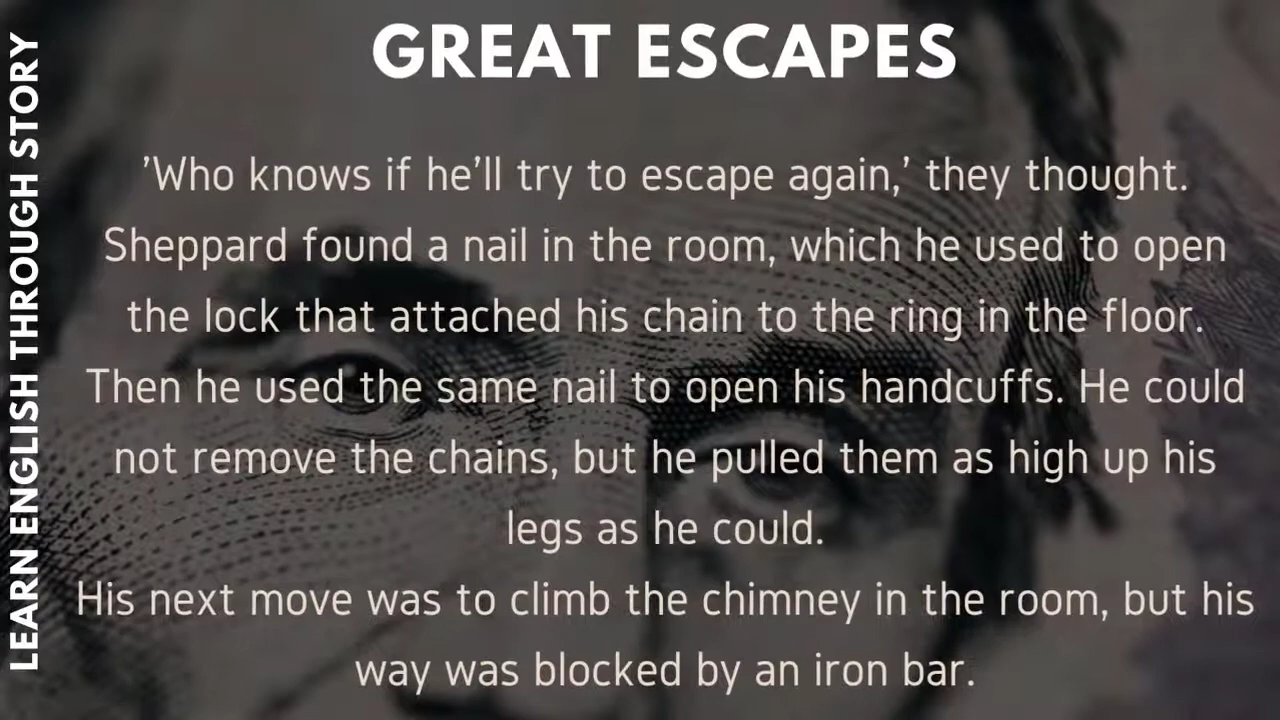 GREAT ESCAPES
LEARN ENGLISH THROUGH STORY
’Who knows if he’ll try to escape again,’ they thought.
Sheppard found a nail in the room, which he used to open
the lock that attached his chain to the ring in the floor.
Then he used the same nail to open his handcuffs. He could
not remove the chains, but he pulled them as high up his
legs as he could.
His next move was to climb the chimney in the room, but his
way was blocked by an iron bar.